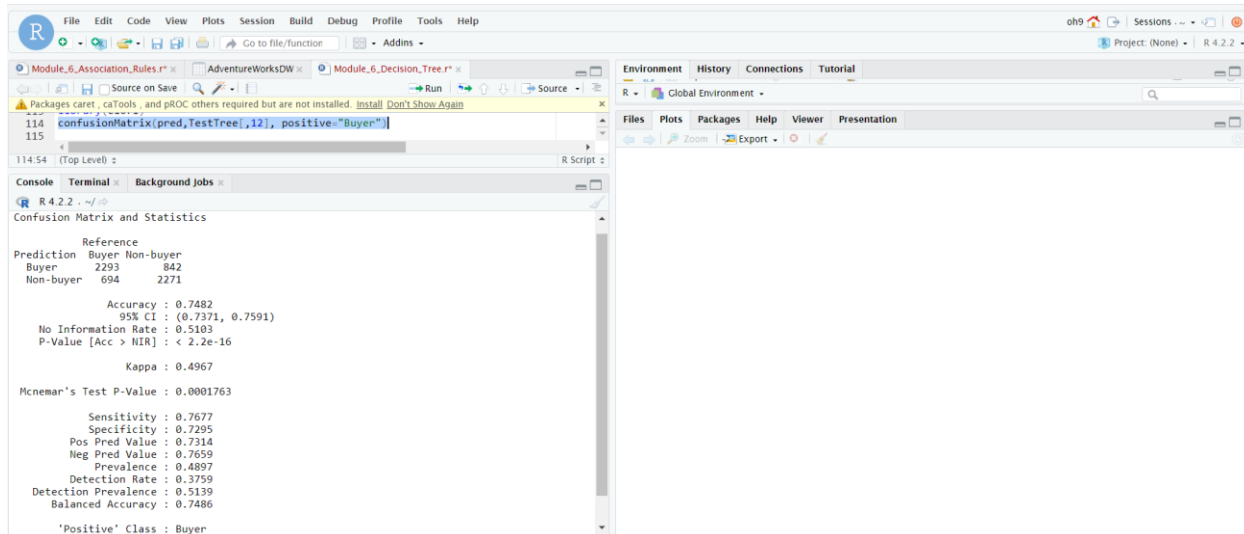 R
File Edit Code View Plots Session Build Debug Profile Tools Help
oh9 Sessions
Go to file/function Addins
Project: (None) R 4.2.2
Module_6_Association_Rules.r* AdventureWorksDW Module_6_Decision_Tree.r*
Source on Save Run Source
Packages caret , caTools , and pROC others required but are not installed. Install Don't Show Again
114 confusionMatrix(pred,TestTree[,12], positive="Buyer")
115
114:54 (Top Level) R Script
Console Terminal Background Jobs
R 4.2.2 . ~/
Confusion Matrix and Statistics
Reference
Prediction Buyer Non-buyer
Buyer 2293 842
Non-buyer 694 2271
Accuracy : 0.7482
95% CI : (0.7371, 0.7591)
No Information Rate : 0.5103
P-Value [Acc > NIR] : < 2.2e-16
Kappa : 0.4967
Mcnemar's Test P-Value : 0.0001763
Sensitivity : 0.7677
Specificity : 0.7295
Pos Pred Value : 0.7314
Neg Pred Value : 0.7659
Prevalence : 0.4897
Detection Rate : 0.3759
Detection Prevalence : 0.5139
Balanced Accuracy : 0.7486
'Positive' Class : Buyer
Environment History Connections Tutorial
R Global Environment
Files Plots Packages Help Viewer Presentation
Zoom Export